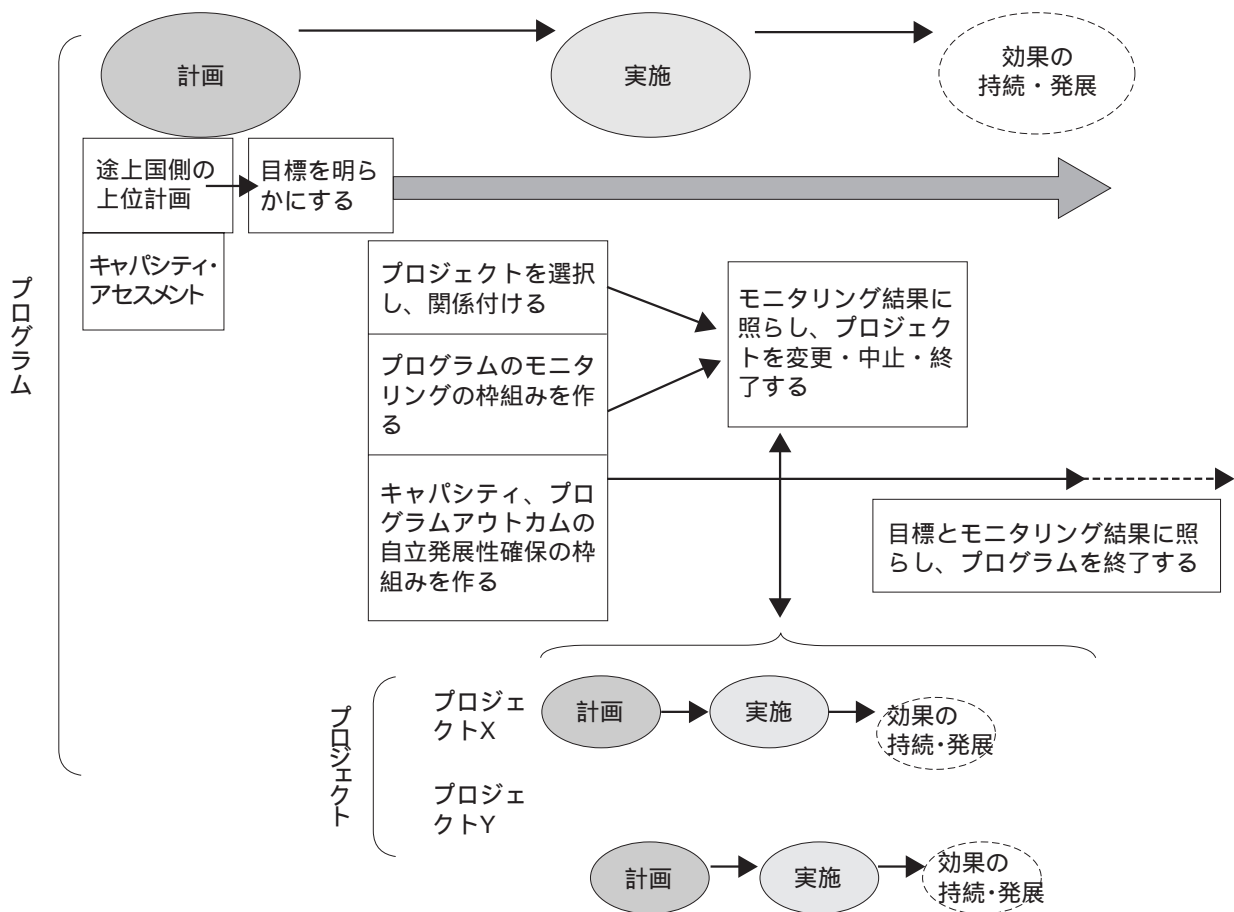 計画
実施
効果の
持続・発展
途上国側の
上位計画
目標を明ら
かにする
キャパシティ・
アセスメント
プログラム
プロジェクトを選択
し、関係付ける
プログラムのモニタ
リングの枠組みを作
る
キャパシティ、プロ
グラムアウトカムの
自立発展性確保の枠
組みを作る
モニタリング結果に
照らし、プロジェク
トを変更・中止・終
了する
目標とモニタリング結果に照
らし、プログラムを終了する
プロジェクト
プロジェ
クトX
計画
実施
効果の
持続・発展
プロジェ
クトY
計画
実施
効果の
持続・発展